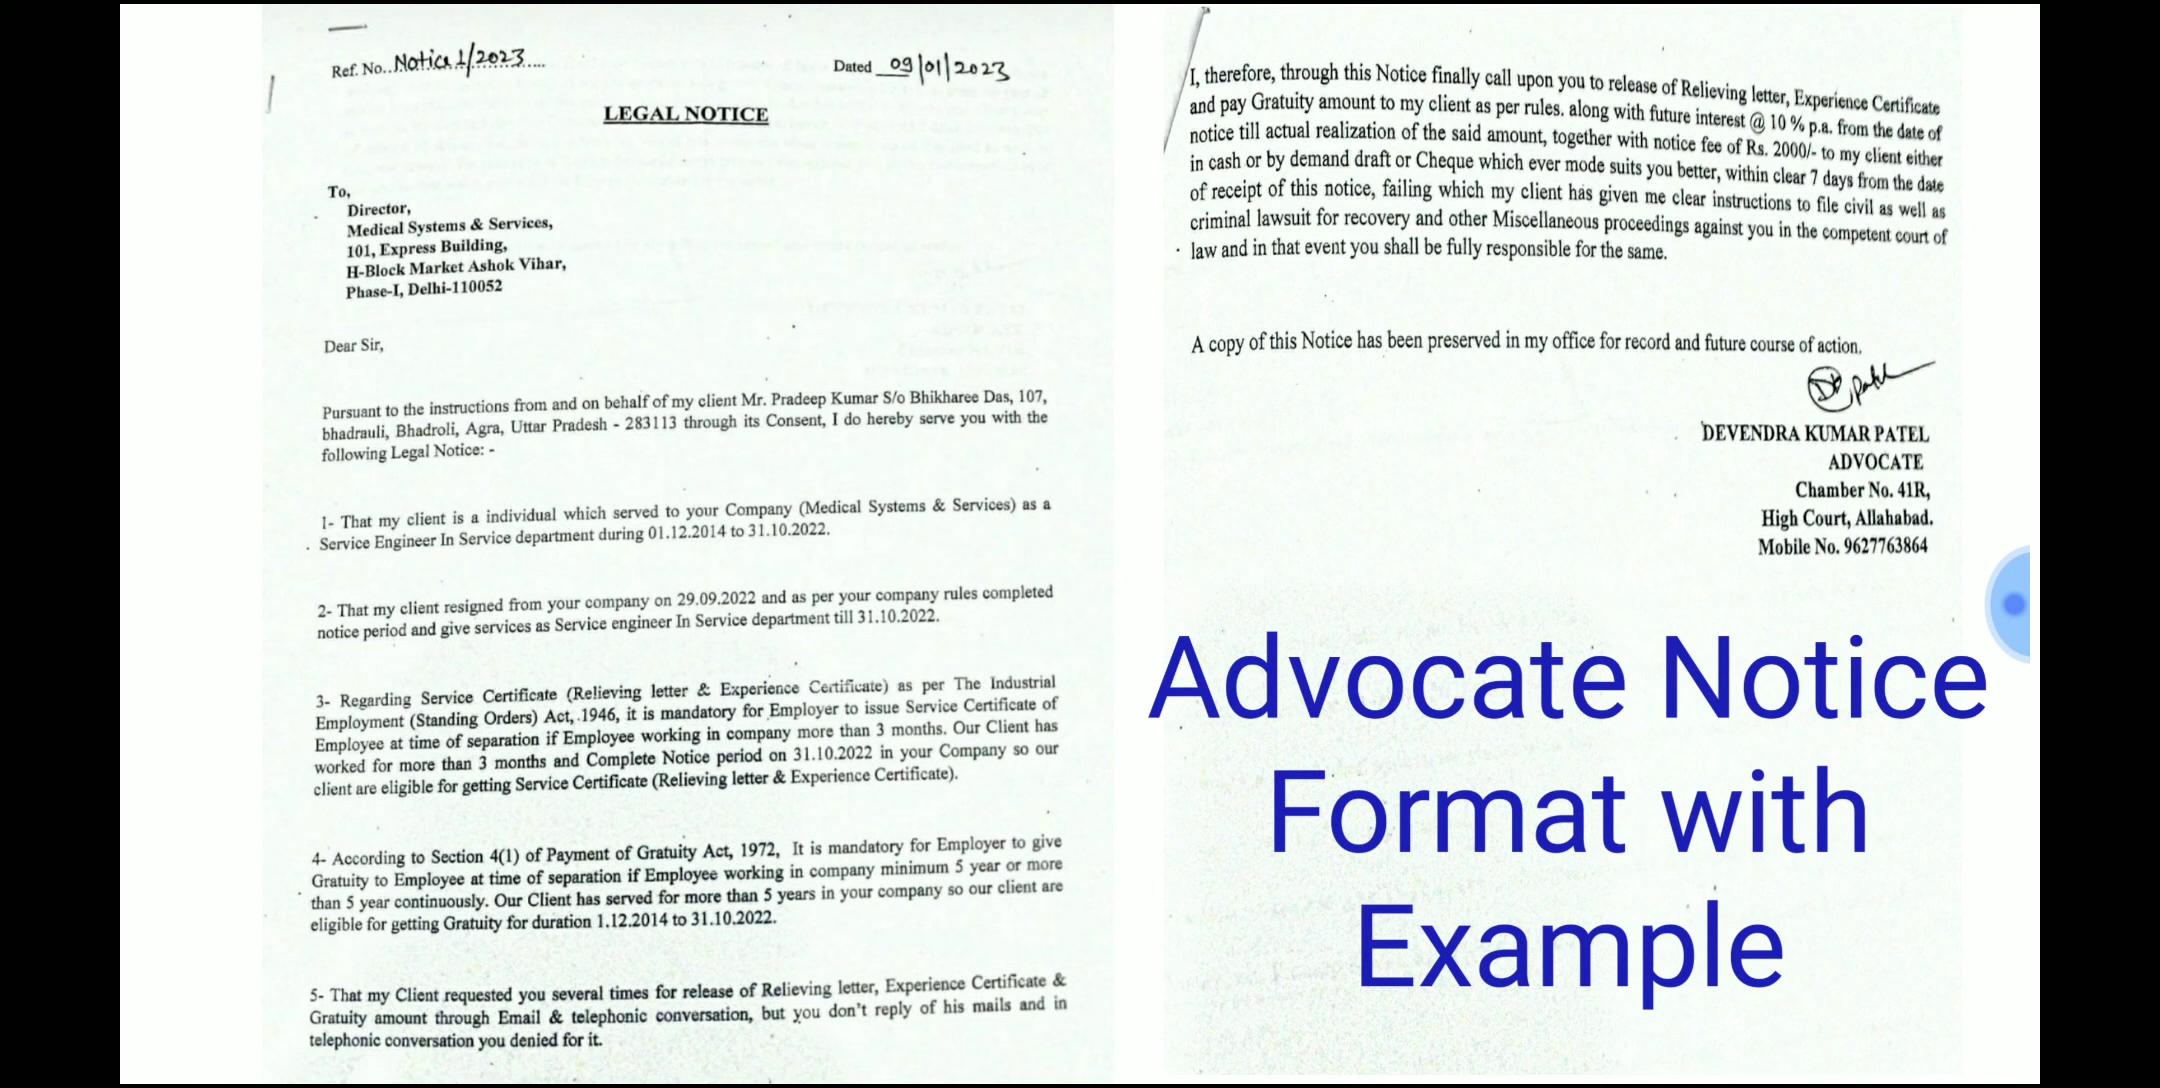 Ref. No..Notice 1/2023....
Dated 09/01/2023
LEGAL NOTICE
To,
Director,
Medical Systems & Services,
101, Express Building,
H-Block Market Ashok Vihar,
Phase-I, Delhi-110052
Dear Sir,
Pursuant to the instructions from and on behalf of my client Mr. Pradeep Kumar S/o Bhikharee Das, 107,
bhadrauli, Bhadroli, Agra, Uttar Pradesh - 283113 through its Consent, I do hereby serve you with the
following Legal Notice: -
1- That my client is a individual which served to your Company (Medical Systems & Services) as a
Service Engineer In Service department during 01.12.2014 to 31.10.2022.
2- That my client resigned from your company on 29.09.2022 and as per your company rules completed
notice period and give services as Service engineer In Service department till 31.10.2022.
3- Regarding Service Certificate (Relieving letter & Experience Certificate) as per The Industrial
Employment (Standing Orders) Act, 1946, it is mandatory for Employer to issue Service Certificate of
Employee at time of separation if Employee working in company more than 3 months. Our Client has
worked for more than 3 months and Complete Notice period on 31.10.2022 in your Company so our
client are eligible for getting Service Certificate (Relieving letter & Experience Certificate).
4- According to Section 4(1) of Payment of Gratuity Act, 1972, It is mandatory for Employer to give
Gratuity to Employee at time of separation if Employee working in company minimum 5 year or more
than 5 year continuously. Our Client has served for more than 5 years in your company so our client are
eligible for getting Gratuity for duration 1.12.2014 to 31.10.2022.
5- That my Client requested you several times for release of Relieving letter, Experience Certificate &
Gratuity amount through Email & telephonic conversation, but you don't reply of his mails and in
telephonic conversation you denied for it.
I, therefore, through this Notice finally call upon you to release of Relieving letter, Experience Certificate
and pay Gratuity amount to my client as per rules. along with future interest @ 10 % p.a. from the date of
notice till actual realization of the said amount, together with notice fee of Rs. 2000/- to my client either
in cash or by demand draft or Cheque which ever mode suits you better, within clear 7 days from the date
of receipt of this notice, failing which my client has given me clear instructions to file civil as well as
criminal lawsuit for recovery and other Miscellaneous proceedings against you in the competent court of
law and in that event you shall be fully responsible for the same.
A copy of this Notice has been preserved in my office for record and future course of action.
DK Patel
DEVENDRA KUMAR PATEL
ADVOCATE
Chamber No. 41R,
High Court, Allahabad.
Mobile No. 9627763864
Advocate Notice
Format with
Example